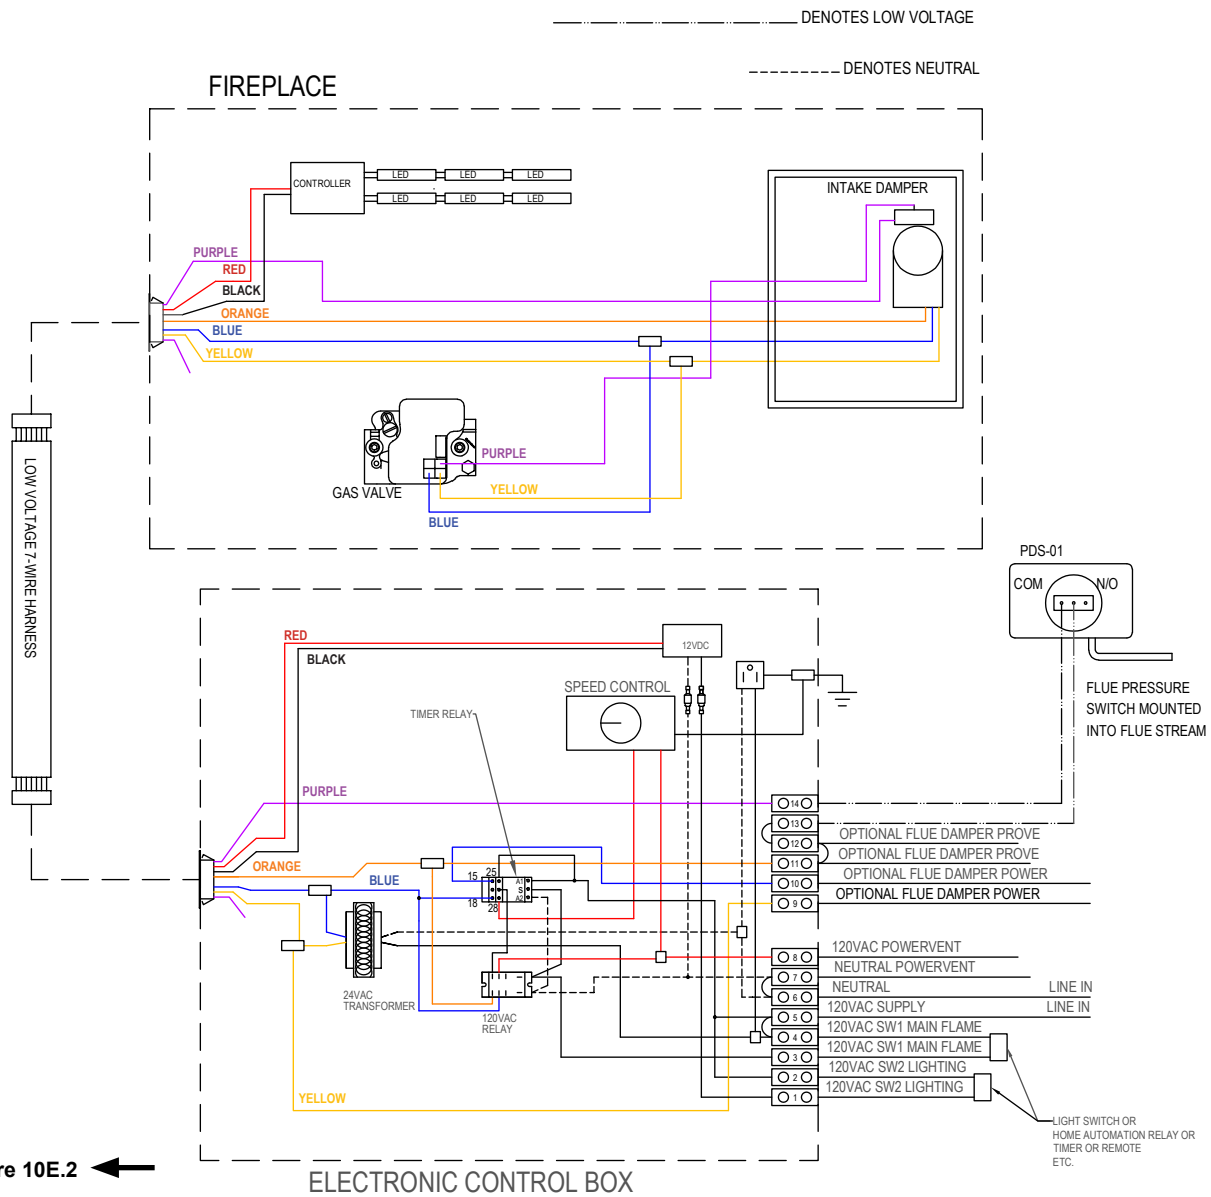 DENOTES LOW VOLTAGE
DENOTES NEUTRAL
FIREPLACE
CONTROLLER
LED LED LED
LED LED LED
INTAKE DAMPER
PURPLE
RED
BLACK
ORANGE
BLUE
YELLOW
PURPLE
YELLOW
GAS VALVE
BLUE
LOW VOLTAGE 7-WIRE HARNESS
PDS-01
COM N/O
FLUE PRESSURE
SWITCH MOUNTED
INTO FLUE STREAM
RED
BLACK
12VDC
SPEED CONTROL
TIMER RELAY
PURPLE
ORANGE
BLUE
15 25
18 28
A1
S
A2
24VAC
TRANSFORMER
120VAC
RELAY
YELLOW
14
13
12 OPTIONAL FLUE DAMPER PROVE
11 OPTIONAL FLUE DAMPER PROVE
10 OPTIONAL FLUE DAMPER POWER
9 OPTIONAL FLUE DAMPER POWER
8 120VAC POWERVENT
7 NEUTRAL POWERVENT
6 NEUTRAL LINE IN
5 120VAC SUPPLY LINE IN
4 120VAC SW1 MAIN FLAME
3 120VAC SW1 MAIN FLAME
2 120VAC SW2 LIGHTING
1 120VAC SW2 LIGHTING
LIGHT SWITCH OR
HOME AUTOMATION RELAY OR
TIMER OR REMOTE
ETC.
re 10E.2
ELECTRONIC CONTROL BOX